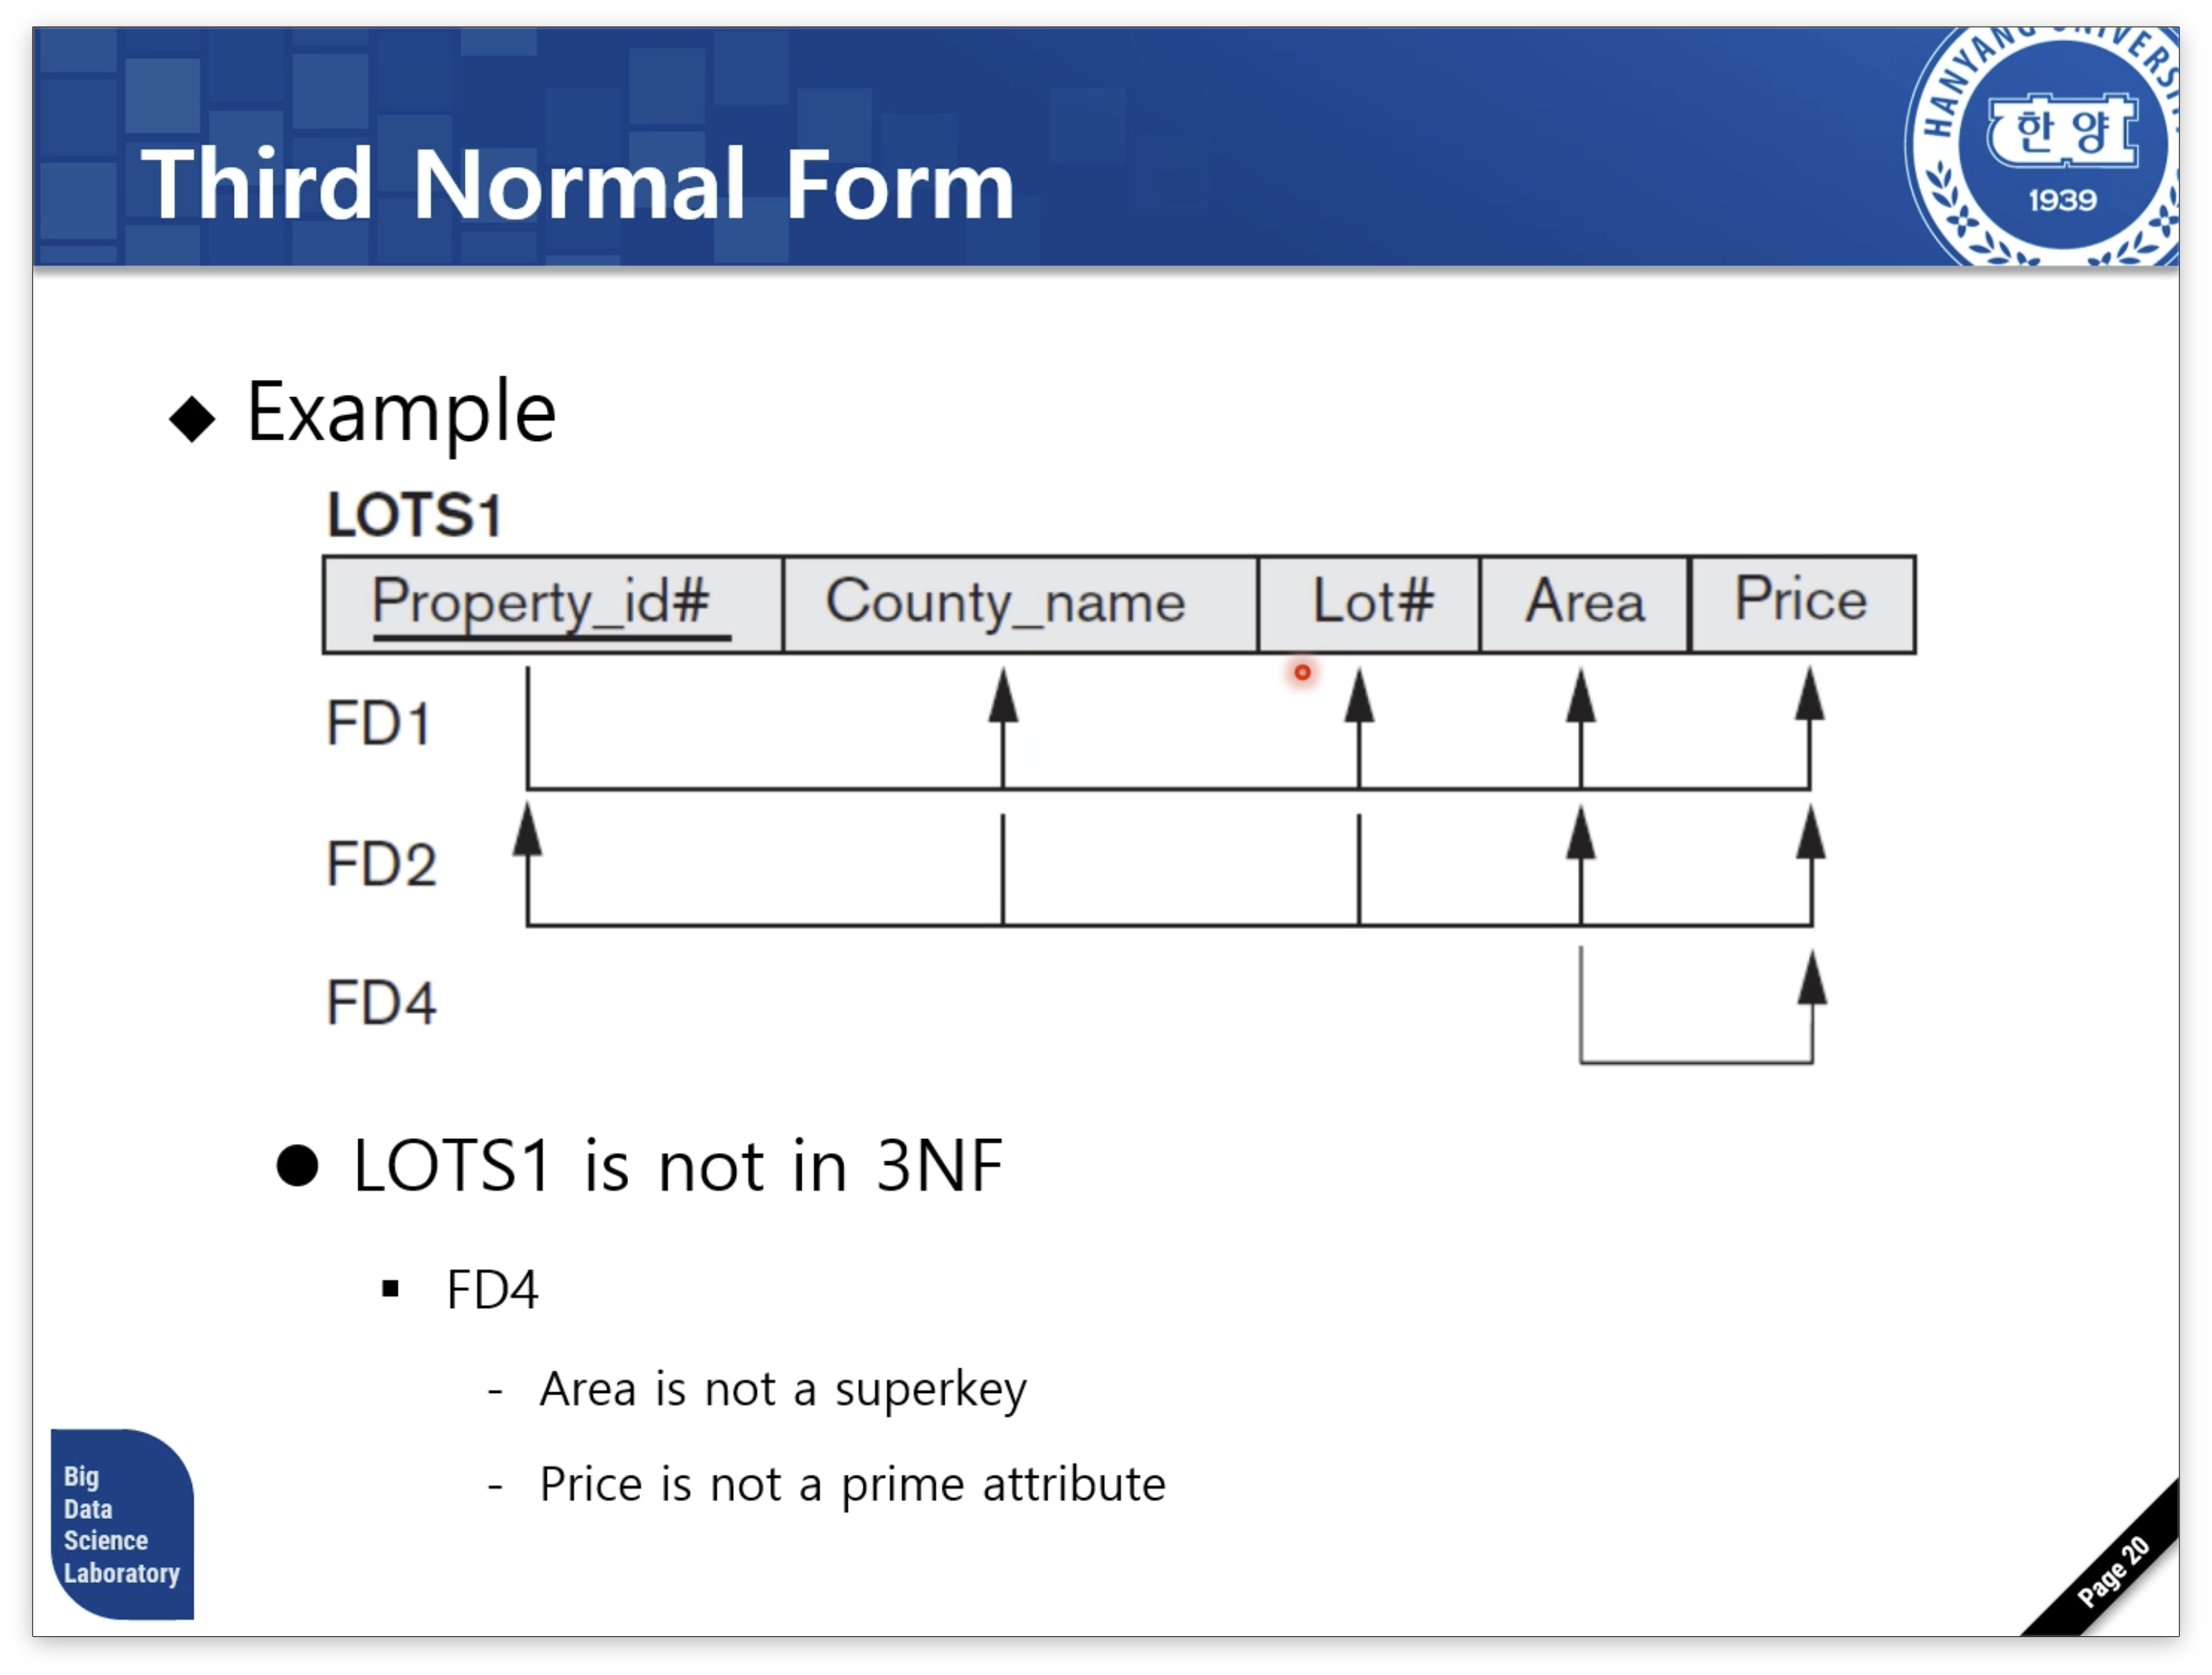 HANYANG UNIVERSITY
한양
1939
Third Normal Form
◆ Example
LOTS1
Property_id# County_name Lot# Area Price
FD1
FD2
FD4
● LOTS1 is not in 3NF
▪ FD4
- Area is not a superkey
- Price is not a prime attribute
Big
Data
Science
Laboratory
Page 20